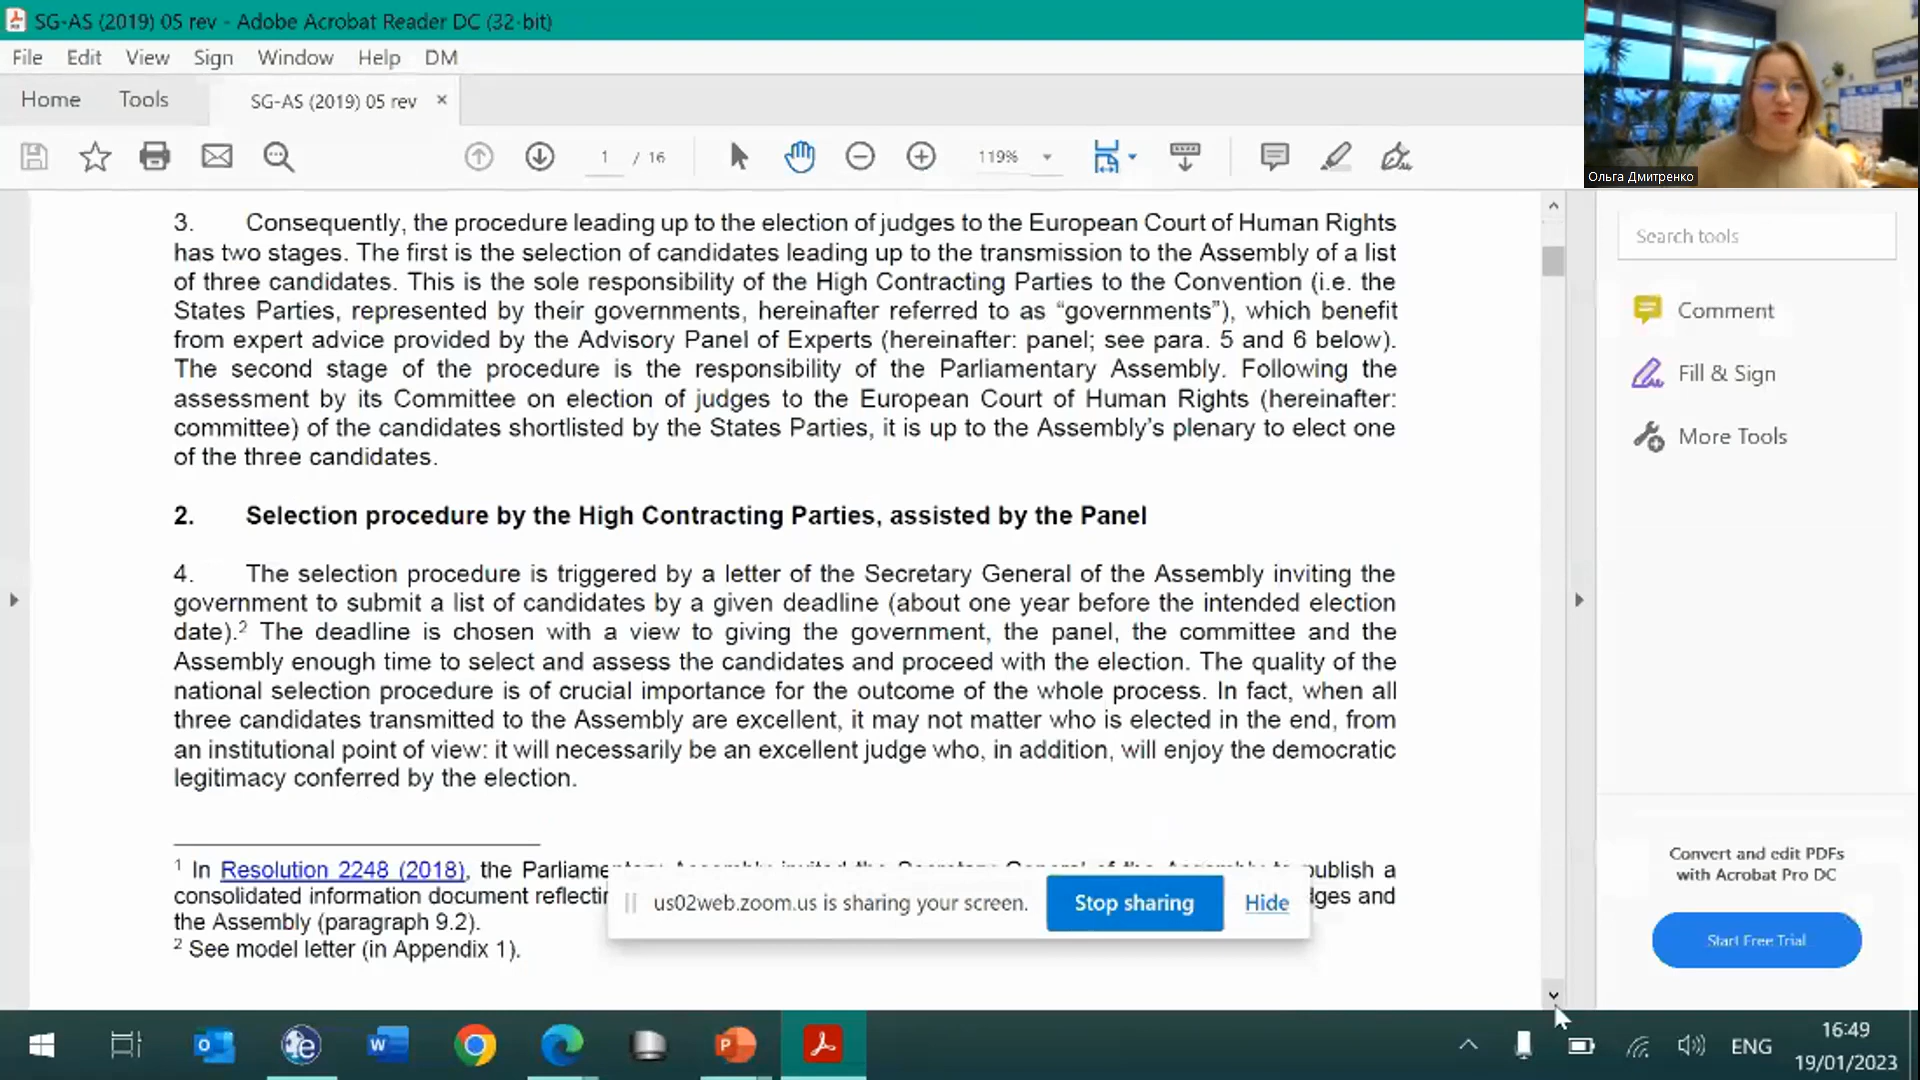 SG-AS (2019) 05 rev - Adobe Acrobat Reader DC (32-bit)
File Edit View Sign Window Help DM
Home Tools SG-AS (2019) 05 rev ×
1 / 16 119%
Ольга Дмитренко
3. Consequently, the procedure leading up to the election of judges to the European Court of Human Rights
has two stages. The first is the selection of candidates leading up to the transmission to the Assembly of a list
of three candidates. This is the sole responsibility of the High Contracting Parties to the Convention (i.e. the
States Parties, represented by their governments, hereinafter referred to as “governments”), which benefit
from expert advice provided by the Advisory Panel of Experts (hereinafter: panel; see para. 5 and 6 below).
The second stage of the procedure is the responsibility of the Parliamentary Assembly. Following the
assessment by its Committee on election of judges to the European Court of Human Rights (hereinafter:
committee) of the candidates shortlisted by the States Parties, it is up to the Assembly’s plenary to elect one
of the three candidates.
2. Selection procedure by the High Contracting Parties, assisted by the Panel
4. The selection procedure is triggered by a letter of the Secretary General of the Assembly inviting the
government to submit a list of candidates by a given deadline (about one year before the intended election
date).² The deadline is chosen with a view to giving the government, the panel, the committee and the
Assembly enough time to select and assess the candidates and proceed with the election. The quality of the
national selection procedure is of crucial importance for the outcome of the whole process. In fact, when all
three candidates transmitted to the Assembly are excellent, it may not matter who is elected in the end, from
an institutional point of view: it will necessarily be an excellent judge who, in addition, will enjoy the democratic
legitimacy conferred by the election.
¹ In Resolution 2248 (2018), the Parliamentary Assembly invited the Secretary General of the Assembly to publish a
consolidated information document and
the Assembly (paragraph 9.2).
² See model letter (in Appendix 1).
us02web.zoom.us is sharing your screen. Stop sharing Hide
Search tools
Comment
Fill & Sign
More Tools
Convert and edit PDFs
with Acrobat Pro DC
Start Free Trial
ENG
16:49
19/01/2023